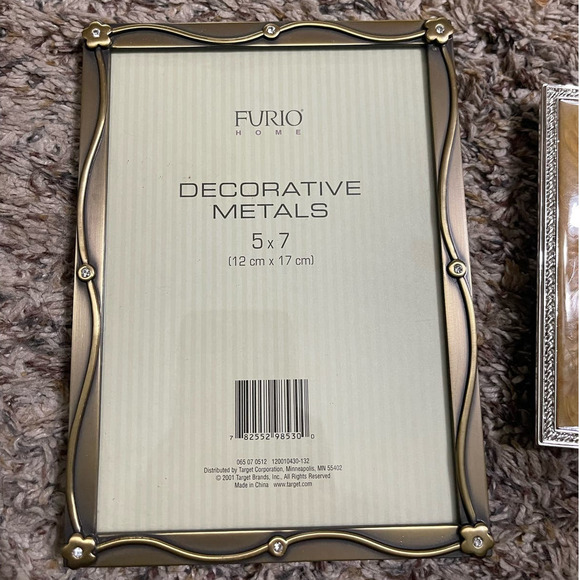 FURIO®
HOME
DECORATIVE
METALS
5 x 7
(12 cm x 17 cm)
7 82552 98530 0
065 07 0512 120010430-132
Distributed by Target Corporation, Minneapolis, MN 55402
© 2001 Target Brands, Inc., All Rights Reserved
Made in China www.target.com